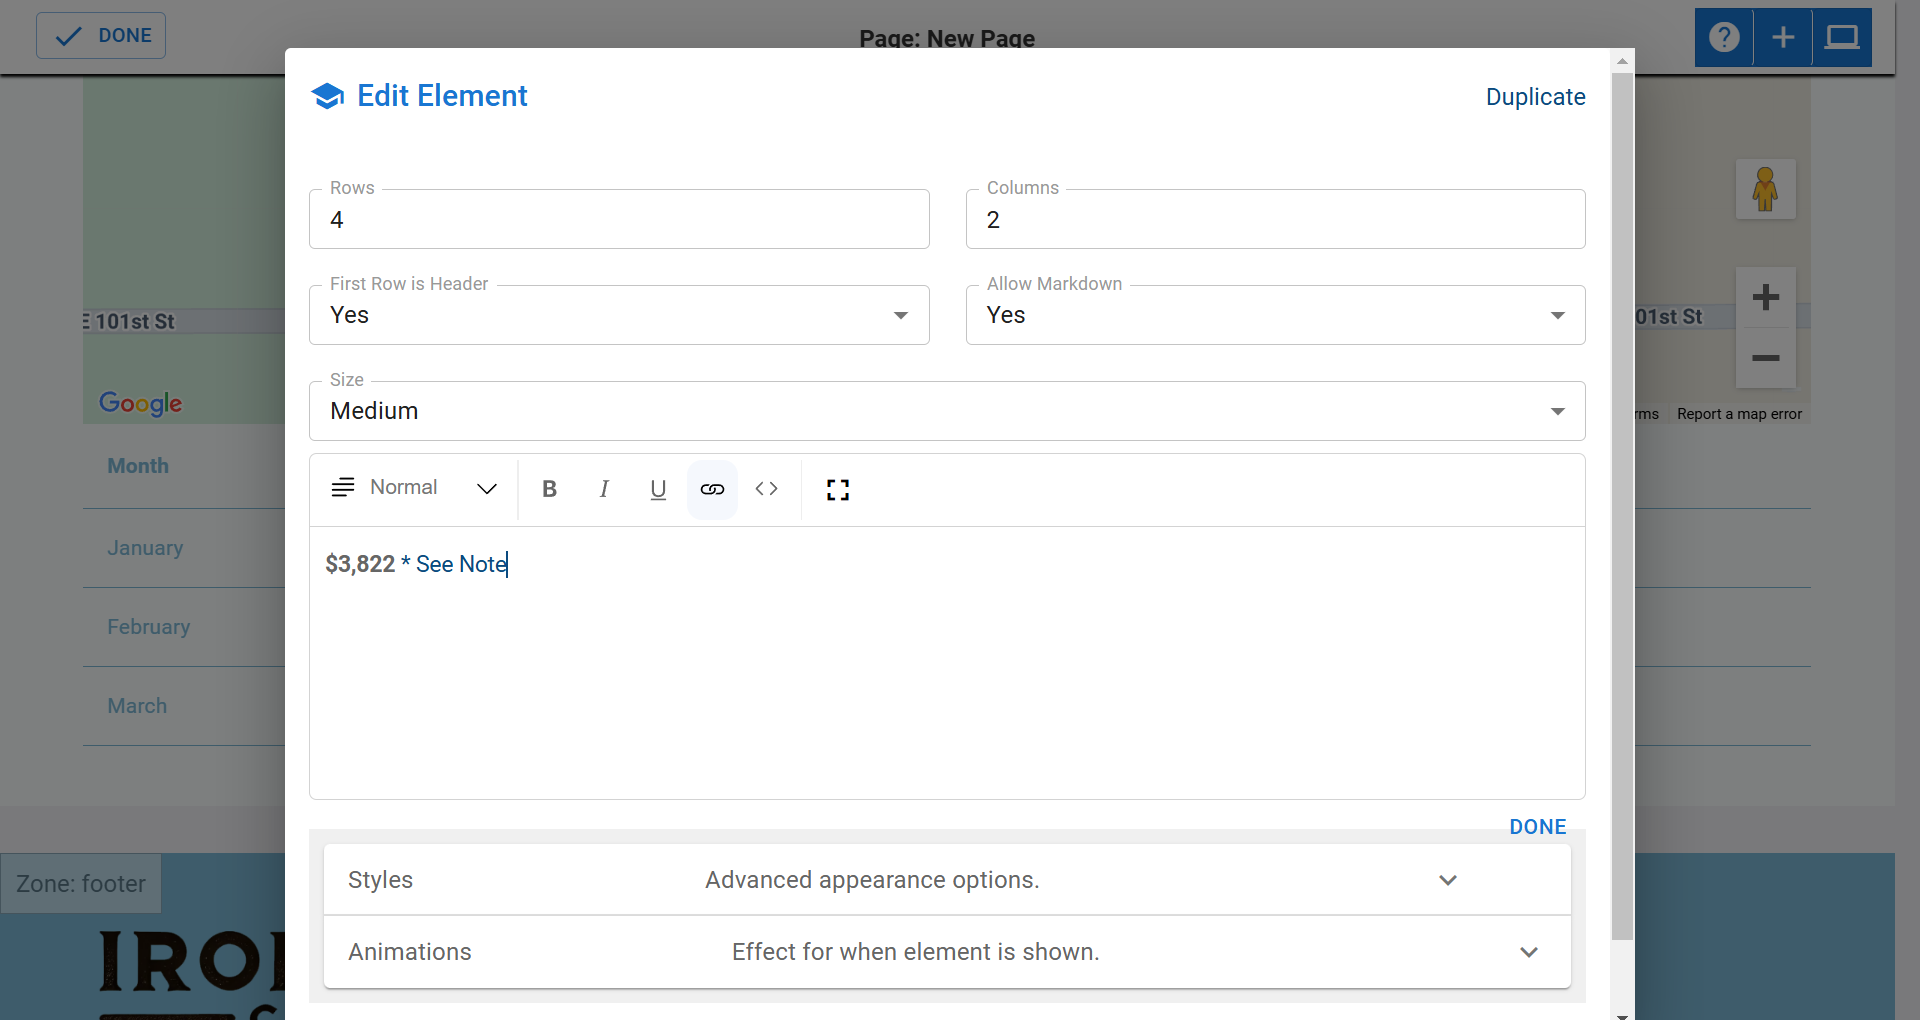 DONE
Page: New Page
?
Edit Element
Duplicate
Rows
4
Columns
2
First Row is Header
Yes
Allow Markdown
Yes
E 101st St
01st St
Size
Medium
Google
rms
Report a map error
Month
Normal
B I U <>
January
$3,822 * See Note
February
March
DONE
Styles
Advanced appearance options.
Zone: footer
Animations
Effect for when element is shown.
IRO